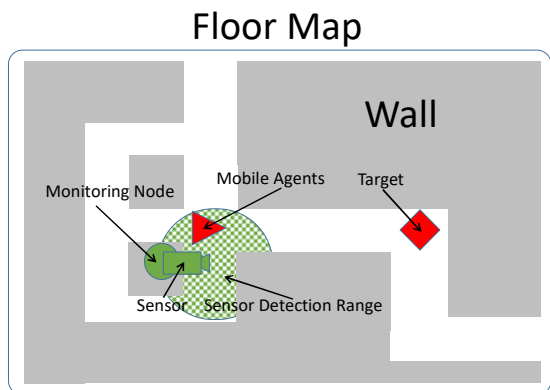 Floor Map
Wall
Mobile Agents
Target
Monitoring Node
Sensor
Sensor Detection Range